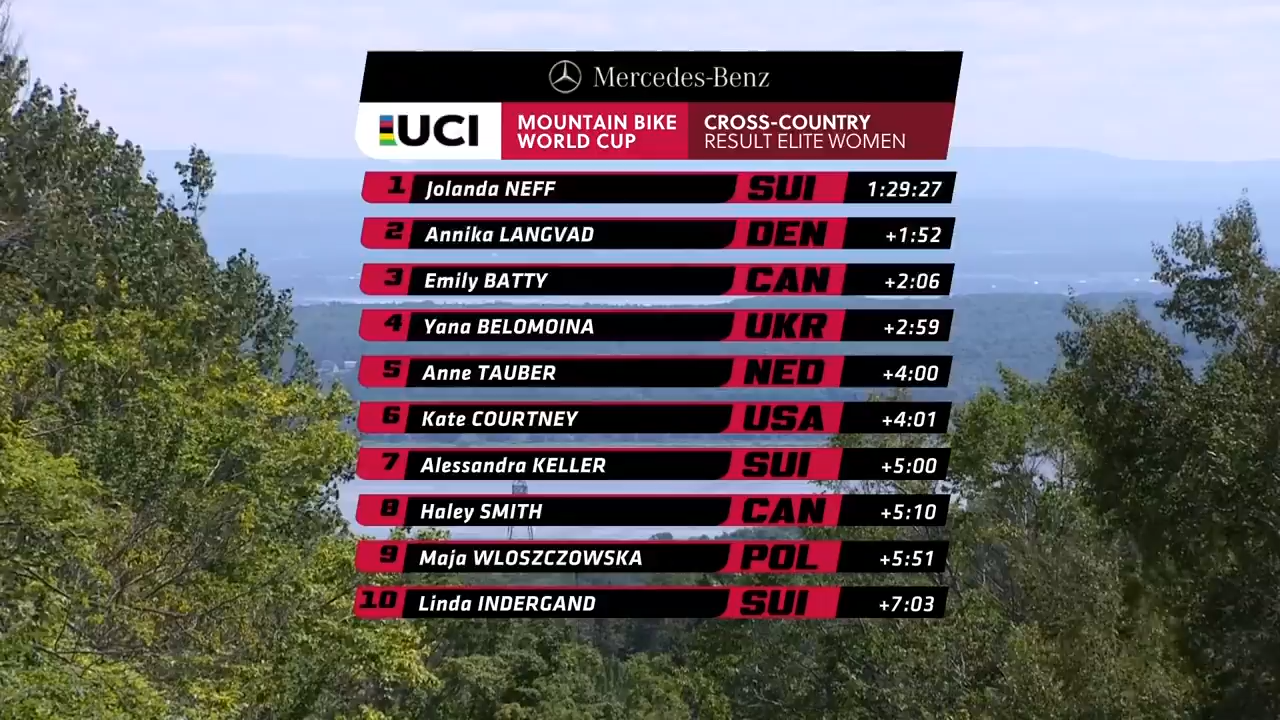 Mercedes-Benz
UCI MOUNTAIN BIKE WORLD CUP CROSS-COUNTRY RESULT ELITE WOMEN
1 Jolanda NEFF SUI 1:29:27
2 Annika LANGVAD DEN +1:52
3 Emily BATTY CAN +2:06
4 Yana BELOMOINA UKR +2:59
5 Anne TAUBER NED +4:00
6 Kate COURTNEY USA +4:01
7 Alessandra KELLER SUI +5:00
8 Haley SMITH CAN +5:10
9 Maja WLOSZCZOWSKA POL +5:51
10 Linda INDERGAND SUI +7:03